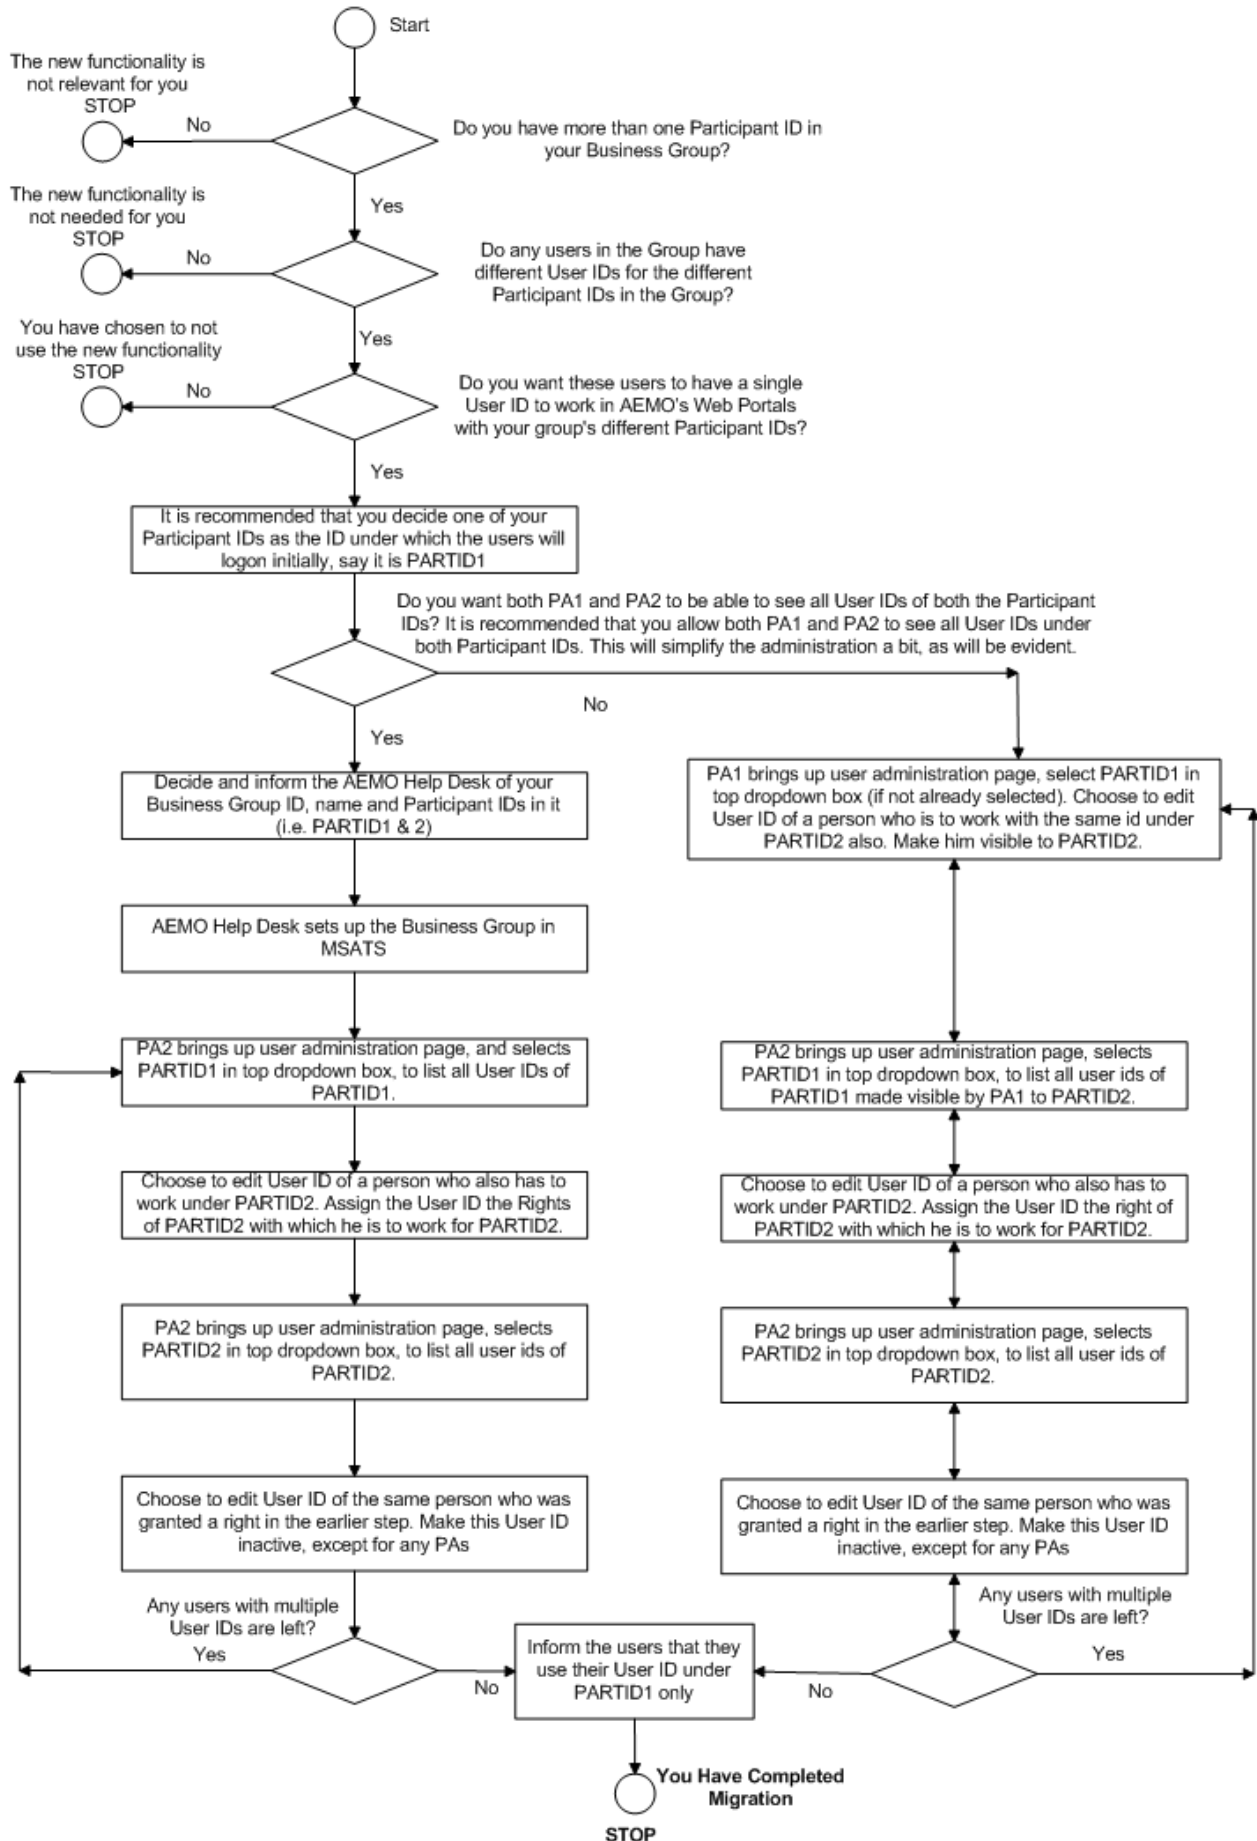 Start
The new functionality is
not relevant for you
STOP
No
Do you have more than one Participant ID in
your Business Group?
Yes
The new functionality is
not needed for you
STOP
No
Do any users in the Group have
different User IDs for the different
Participant IDs in the Group?
Yes
You have chosen to not
use the new functionality
STOP
No
Do you want these users to have a single
User ID to work in AEMO's Web Portals
with your group's different Participant IDs?
Yes
It is recommended that you decide one of your
Participant IDs as the ID under which the users will
logon initially, say it is PARTID1
Do you want both PA1 and PA2 to be able to see all User IDs of both the Participant
IDs? It is recommended that you allow both PA1 and PA2 to see all User IDs under
both Participant IDs. This will simplify the administration a bit, as will be evident.
No
Yes
Decide and inform the AEMO Help Desk of your
Business Group ID, name and Participant IDs in it
(i.e. PARTID1 & 2)
AEMO Help Desk sets up the Business Group in
MSATS
PA2 brings up user administration page, and selects
PARTID1 in top dropdown box, to list all User IDs of
PARTID1.
Choose to edit User ID of a person who also has to
work under PARTID2. Assign the User ID the Rights
of PARTID2 with which he is to work for PARTID2.
PA2 brings up user administration page, selects
PARTID2 in top dropdown box, to list all user ids of
PARTID2.
Choose to edit User ID of the same person who was
granted a right in the earlier step. Make this User ID
inactive, except for any PAs
Any users with multiple
User IDs are left?
Yes
No
PA1 brings up user administration page, select PARTID1 in
top dropdown box (if not already selected). Choose to edit
User ID of a person who is to work with the same id under
PARTID2 also. Make him visible to PARTID2.
PA2 brings up user administration page, selects
PARTID1 in top dropdown box, to list all user ids of
PARTID1 made visible by PA1 to PARTID2.
Choose to edit User ID of a person who also has to
work under PARTID2. Assign the User ID the right of
PARTID2 with which he is to work for PARTID2.
PA2 brings up user administration page, selects
PARTID2 in top dropdown box, to list all user ids of
PARTID2.
Choose to edit User ID of the same person who was
granted a right in the earlier step. Make this User ID
inactive, except for any PAs
Any users with multiple
User IDs are left?
Yes
No
Inform the users that they
use their User ID under
PARTID1 only
You Have Completed
Migration
STOP